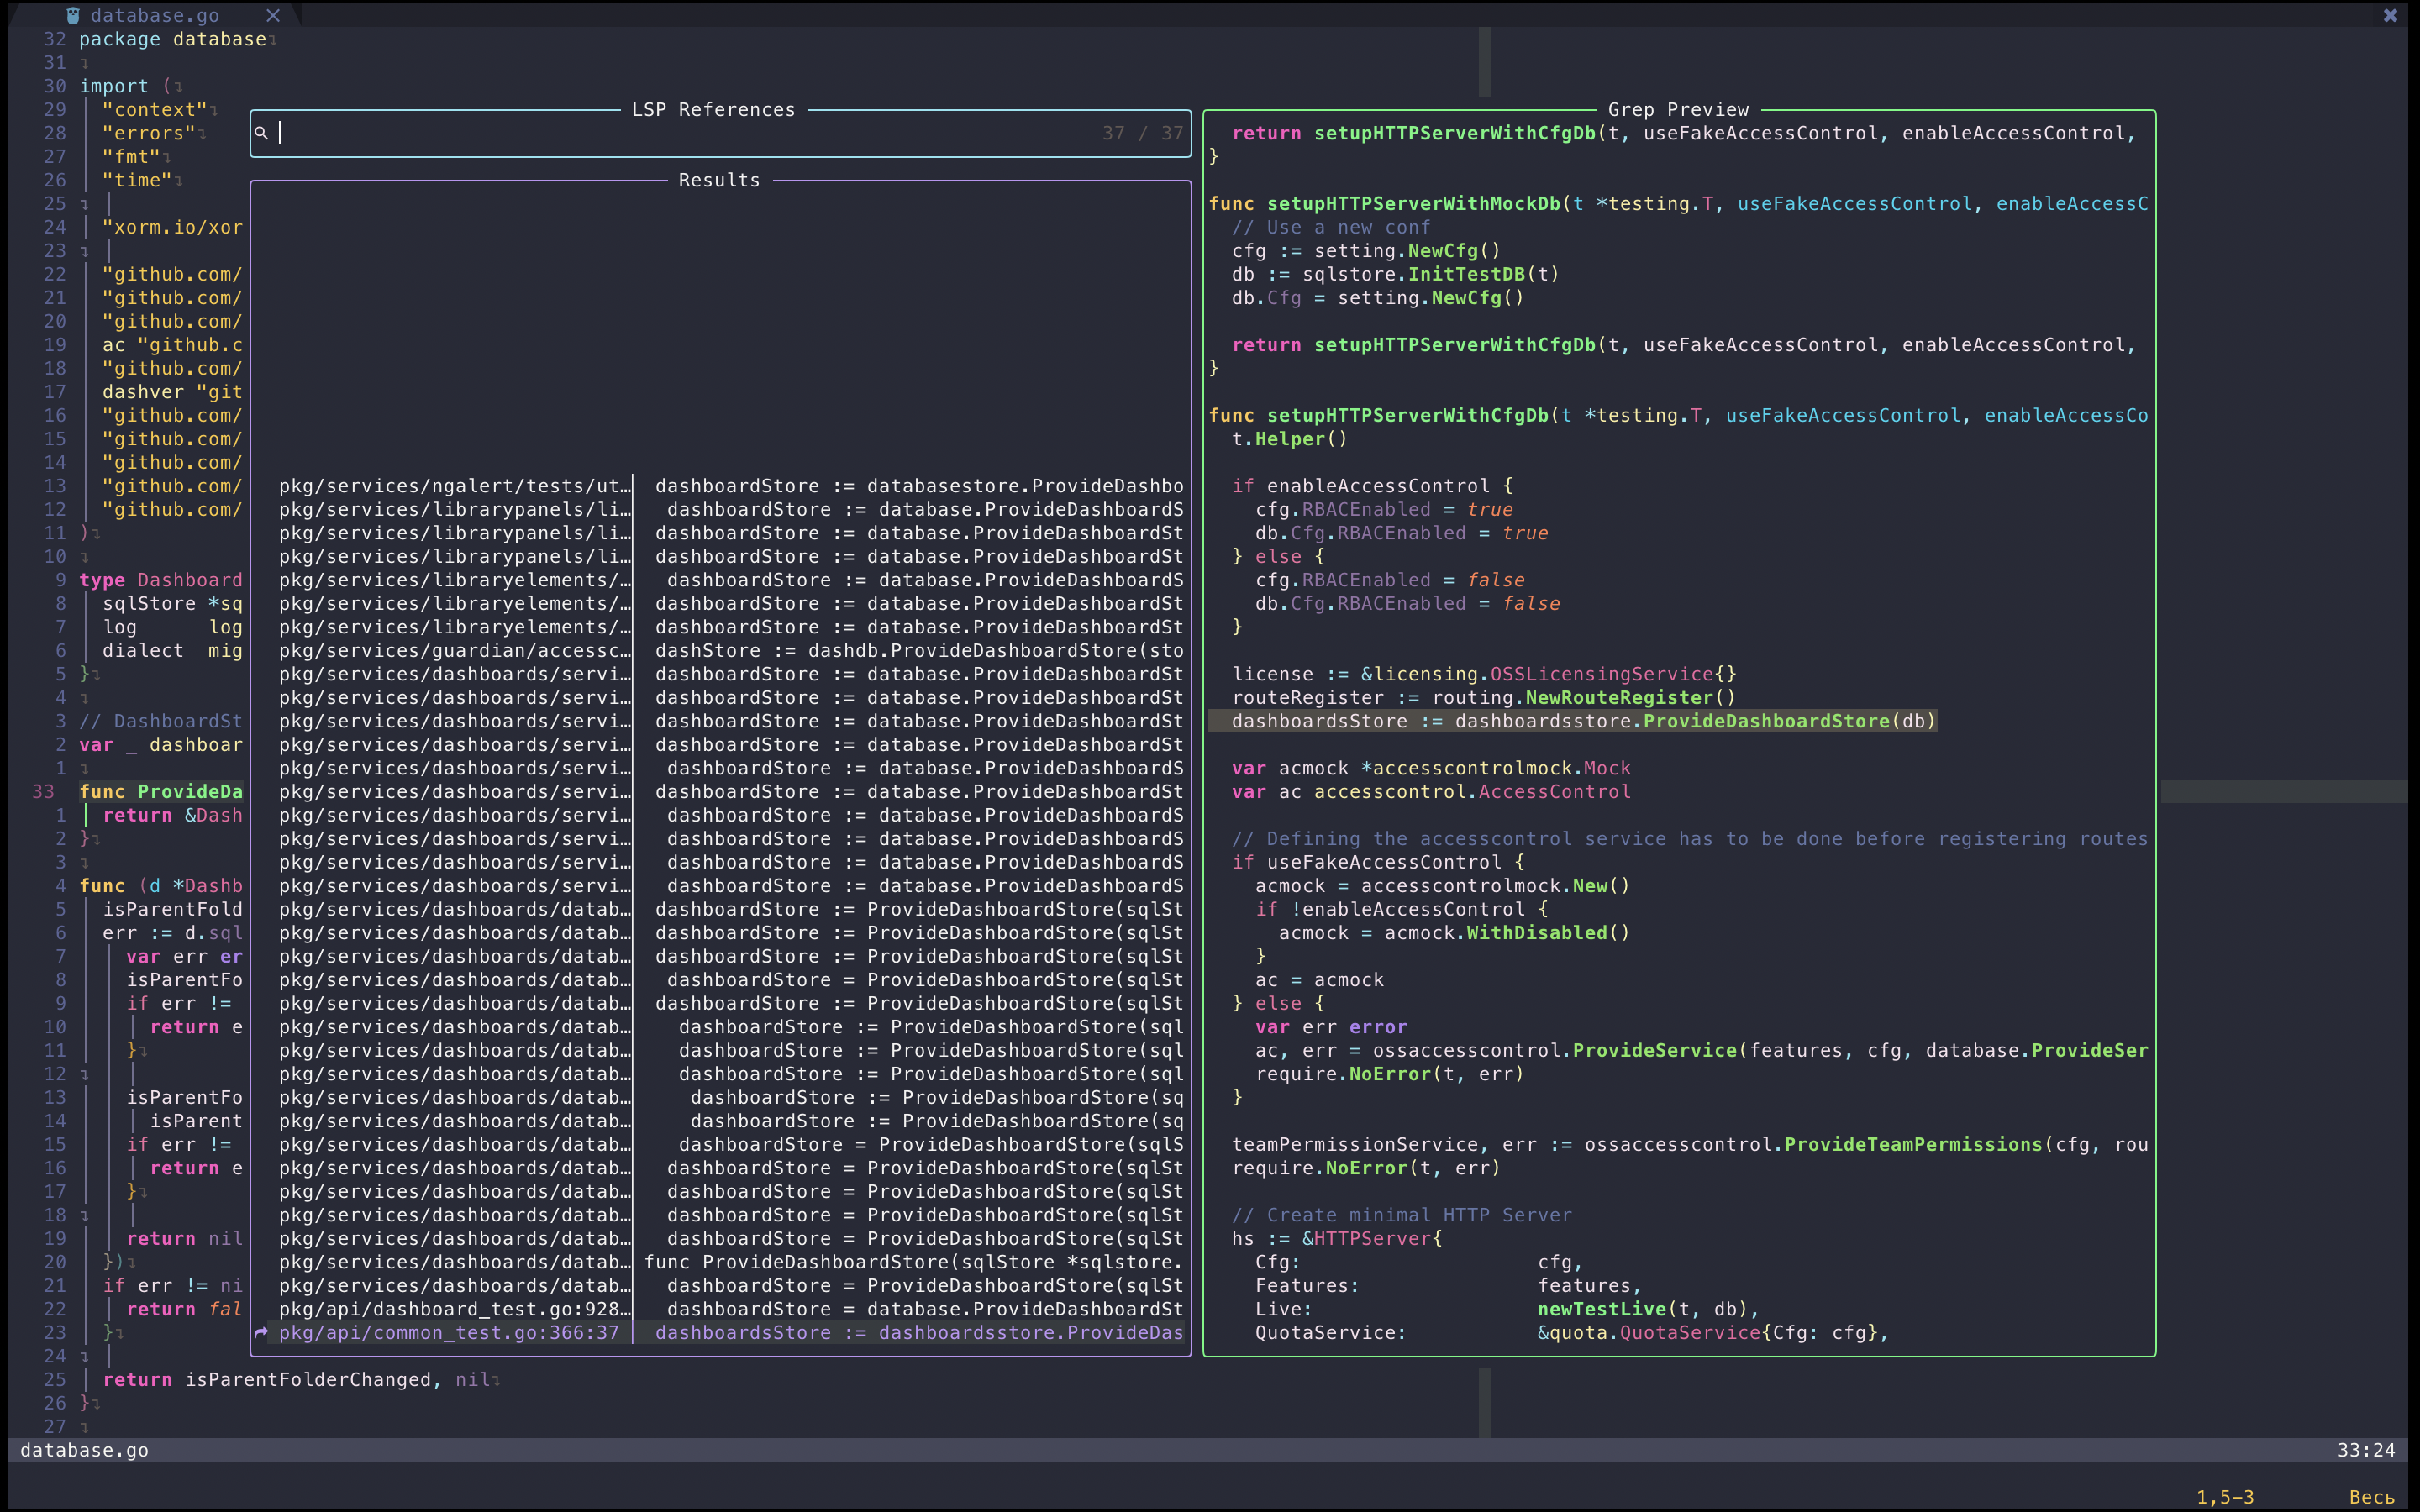 database.go
32 package database
31
30 import (
29 "context"
28 "errors"
27 "fmt"
26 "time"
25
24 "xorm.io/xor
23
22 "github.com/
21 "github.com/
20 "github.com/
19 ac "github.c
18 "github.com/
17 dashver "git
16 "github.com/
15 "github.com/
14 "github.com/
13 "github.com/
12 "github.com/
11 )
10
9 type Dashboard
8 sqlStore *sq
7 log log
6 dialect mig
5 }
4
3 // DashboardSt
2 var _ dashboar
1
33 func ProvideDa
1 return &Dash
2 }
3
4 func (d *Dashb
5 isParentFold
6 err := d.sql
7 var err er
8 isParentFo
9 if err !=
10 return e
11 }
12
13 isParentFo
14 isParent
15 if err !=
16 return e
17 }
18
19 return nil
20 })
21 if err != ni
22 return fal
23 }
24
25 return isParentFolderChanged, nil
26 }
27
LSP References
37 / 37
Results
pkg/services/ngalert/tests/ut… dashboardStore := databasestore.ProvideDashbo
pkg/services/librarypanels/li… dashboardStore := database.ProvideDashboardS
pkg/services/librarypanels/li… dashboardStore := database.ProvideDashboardSt
pkg/services/librarypanels/li… dashboardStore := database.ProvideDashboardSt
pkg/services/libraryelements/… dashboardStore := database.ProvideDashboardS
pkg/services/libraryelements/… dashboardStore := database.ProvideDashboardSt
pkg/services/libraryelements/… dashboardStore := database.ProvideDashboardSt
pkg/services/guardian/accessc… dashStore := dashdb.ProvideDashboardStore(sto
pkg/services/dashboards/servi… dashboardStore := database.ProvideDashboardSt
pkg/services/dashboards/servi… dashboardStore := database.ProvideDashboardSt
pkg/services/dashboards/servi… dashboardStore := database.ProvideDashboardSt
pkg/services/dashboards/servi… dashboardStore := database.ProvideDashboardSt
pkg/services/dashboards/servi… dashboardStore := database.ProvideDashboardS
pkg/services/dashboards/servi… dashboardStore := database.ProvideDashboardSt
pkg/services/dashboards/servi… dashboardStore := database.ProvideDashboardS
pkg/services/dashboards/servi… dashboardStore := database.ProvideDashboardS
pkg/services/dashboards/servi… dashboardStore := database.ProvideDashboardS
pkg/services/dashboards/servi… dashboardStore := database.ProvideDashboardS
pkg/services/dashboards/datab… dashboardStore := ProvideDashboardStore(sqlSt
pkg/services/dashboards/datab… dashboardStore := ProvideDashboardStore(sqlSt
pkg/services/dashboards/datab… dashboardStore := ProvideDashboardStore(sqlSt
pkg/services/dashboards/datab… dashboardStore = ProvideDashboardStore(sqlSt
pkg/services/dashboards/datab… dashboardStore := ProvideDashboardStore(sqlSt
pkg/services/dashboards/datab… dashboardStore := ProvideDashboardStore(sql
pkg/services/dashboards/datab… dashboardStore := ProvideDashboardStore(sql
pkg/services/dashboards/datab… dashboardStore := ProvideDashboardStore(sql
pkg/services/dashboards/datab… dashboardStore := ProvideDashboardStore(sq
pkg/services/dashboards/datab… dashboardStore := ProvideDashboardStore(sq
pkg/services/dashboards/datab… dashboardStore = ProvideDashboardStore(sqlS
pkg/services/dashboards/datab… dashboardStore = ProvideDashboardStore(sqlSt
pkg/services/dashboards/datab… dashboardStore = ProvideDashboardStore(sqlSt
pkg/services/dashboards/datab… dashboardStore = ProvideDashboardStore(sqlSt
pkg/services/dashboards/datab… dashboardStore = ProvideDashboardStore(sqlSt
pkg/services/dashboards/datab… func ProvideDashboardStore(sqlStore *sqlstore.
pkg/services/dashboards/datab… dashboardStore = ProvideDashboardStore(sqlSt
pkg/api/dashboard_test.go:928… dashboardStore = database.ProvideDashboardSt
pkg/api/common_test.go:366:37 dashboardsStore := dashboardsstore.ProvideDas
Grep Preview
return setupHTTPServerWithCfgDb(t, useFakeAccessControl, enableAccessControl,
}
func setupHTTPServerWithMockDb(t *testing.T, useFakeAccessControl, enableAccessC
// Use a new conf
cfg := setting.NewCfg()
db := sqlstore.InitTestDB(t)
db.Cfg = setting.NewCfg()
return setupHTTPServerWithCfgDb(t, useFakeAccessControl, enableAccessControl,
}
func setupHTTPServerWithCfgDb(t *testing.T, useFakeAccessControl, enableAccessCo
t.Helper()
if enableAccessControl {
cfg.RBACEnabled = true
db.Cfg.RBACEnabled = true
} else {
cfg.RBACEnabled = false
db.Cfg.RBACEnabled = false
}
license := &licensing.OSSLicensingService{}
routeRegister := routing.NewRouteRegister()
dashboardsStore := dashboardsstore.ProvideDashboardStore(db)
var acmock *accesscontrolmock.Mock
var ac accesscontrol.AccessControl
// Defining the accesscontrol service has to be done before registering routes
if useFakeAccessControl {
acmock = accesscontrolmock.New()
if !enableAccessControl {
acmock = acmock.WithDisabled()
}
ac = acmock
} else {
var err error
ac, err = ossaccesscontrol.ProvideService(features, cfg, database.ProvideSer
require.NoError(t, err)
}
teamPermissionService, err := ossaccesscontrol.ProvideTeamPermissions(cfg, rou
require.NoError(t, err)
// Create minimal HTTP Server
hs := &HTTPServer{
Cfg: cfg,
Features: features,
Live: newTestLive(t, db),
QuotaService: &quota.QuotaService{Cfg: cfg},
database.go 33:24
1,5-3 Весь